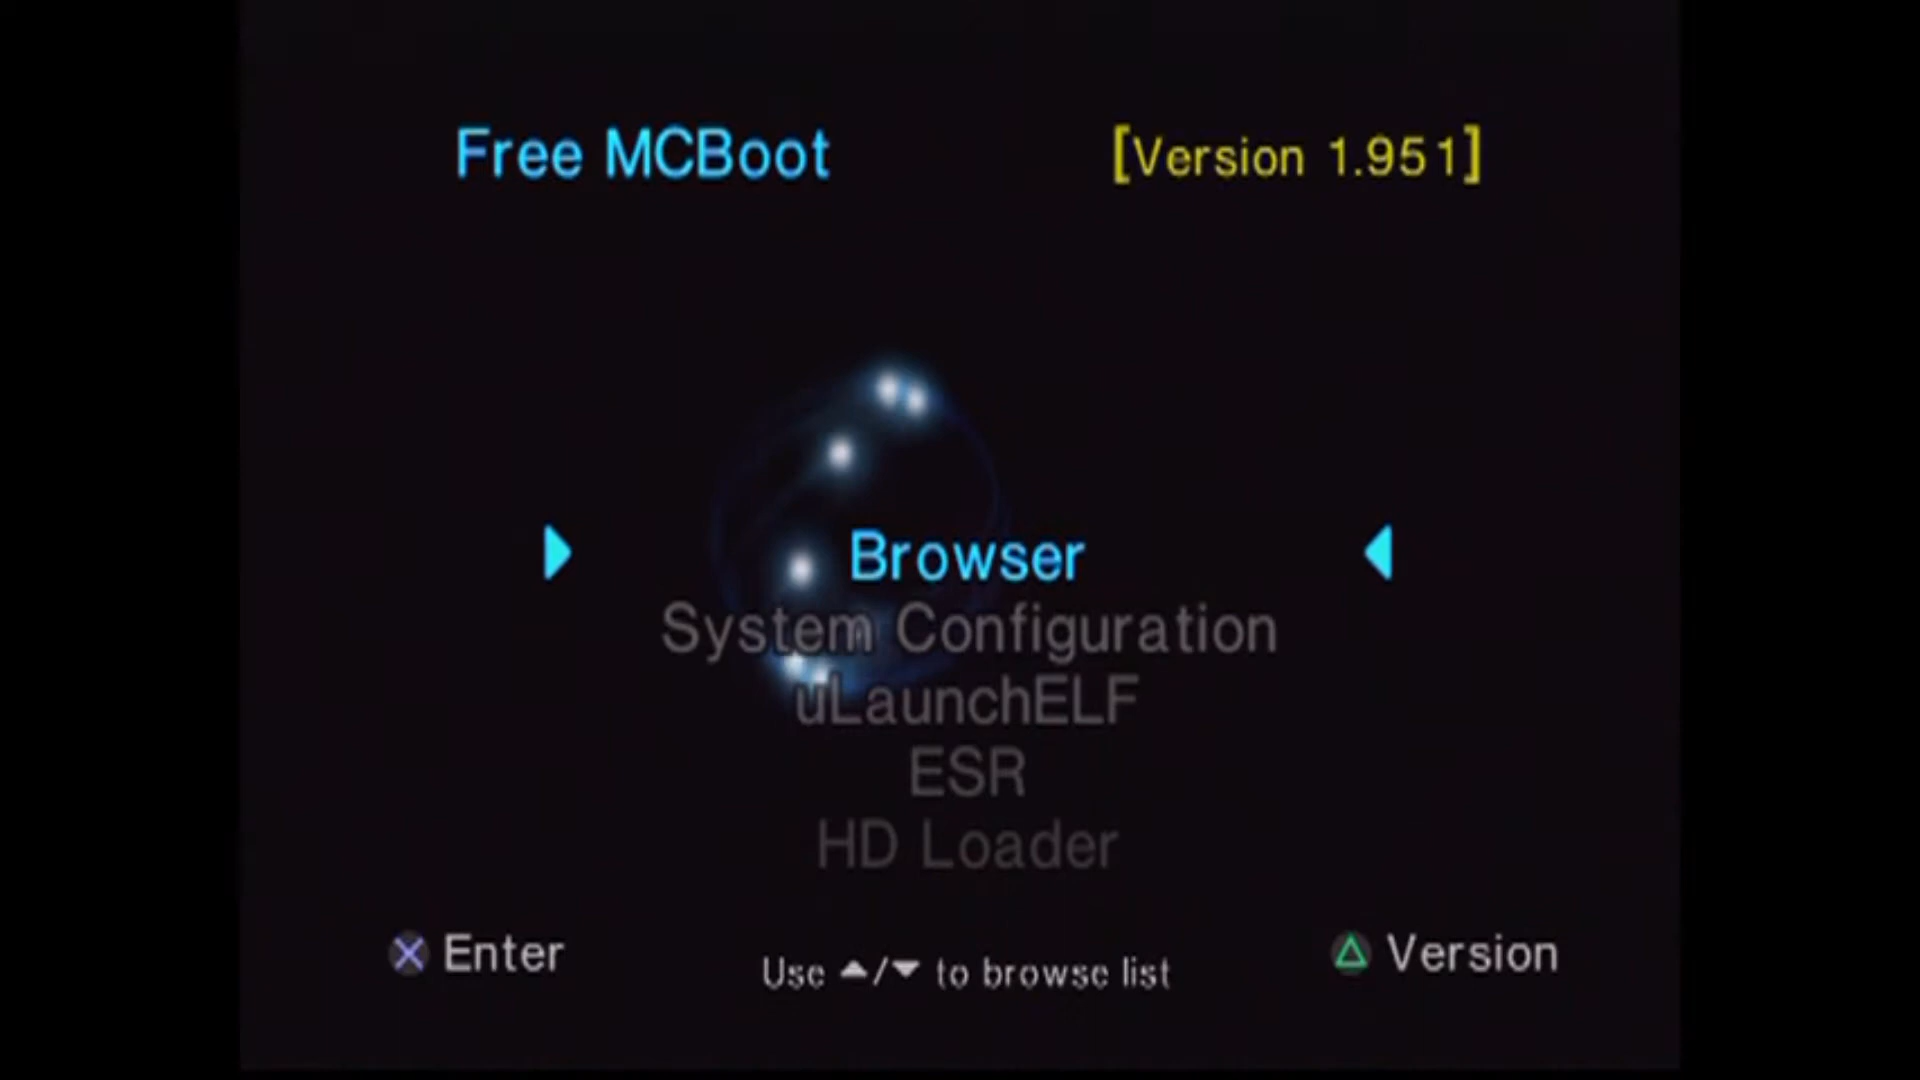 Free MCBoot [Version 1.951]
Browser
System Configuration
uLaunchELF
ESR
HD Loader
Enter
Use ▲/▼ to browse list
Version